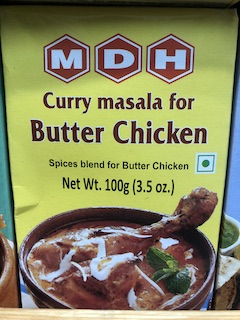 MDH
Curry masala for
Butter Chicken
Spices blend for Butter Chicken
Net Wt. 100g (3.5 oz.)